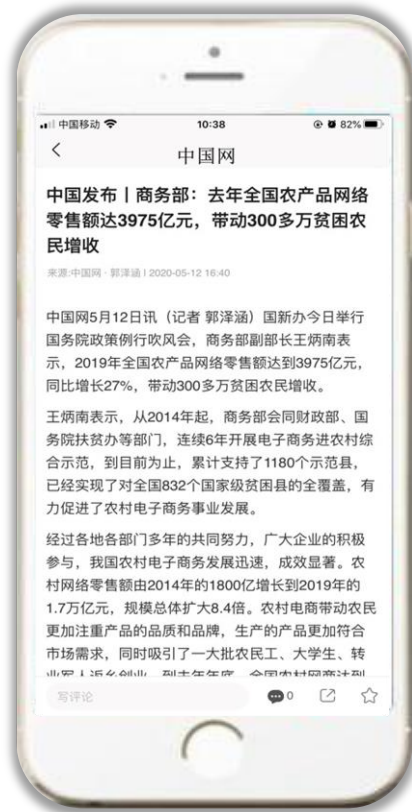 中国移动 10:38 82%
中国网
中国发布丨商务部：去年全国农产品网络
零售额达3975亿元，带动300多万贫困农
民增收
来源:中国网 · 郭泽涵 | 2020-05-12 16:40
中国网5月12日讯（记者 郭泽涵）国新办今日举行
国务院政策例行吹风会，商务部副部长王炳南表
示，2019年全国农产品网络零售额达到3975亿元，
同比增长27%，带动300多万贫困农民增收。
王炳南表示，从2014年起，商务部会同财政部、国
务院扶贫办等部门，连续6年开展电子商务进农村综
合示范，到目前为止，累计支持了1180个示范县，
已经实现了对全国832个国家级贫困县的全覆盖，有
力促进了农村电子商务事业发展。
经过各地各部门多年的共同努力，广大企业的积极
参与，我国农村电子商务发展迅速，成效显著。农
村网络零售额由2014年的1800亿增长到2019年的
1.7万亿元，规模总体扩大8.4倍。农村电商带动农民
更加注重产品的品质和品牌，生产的产品更加符合
市场需求，同时吸引了一大批农民工、大学生、转
业军人返乡创业，到去年年底，全国农村网商达到
写评论 0